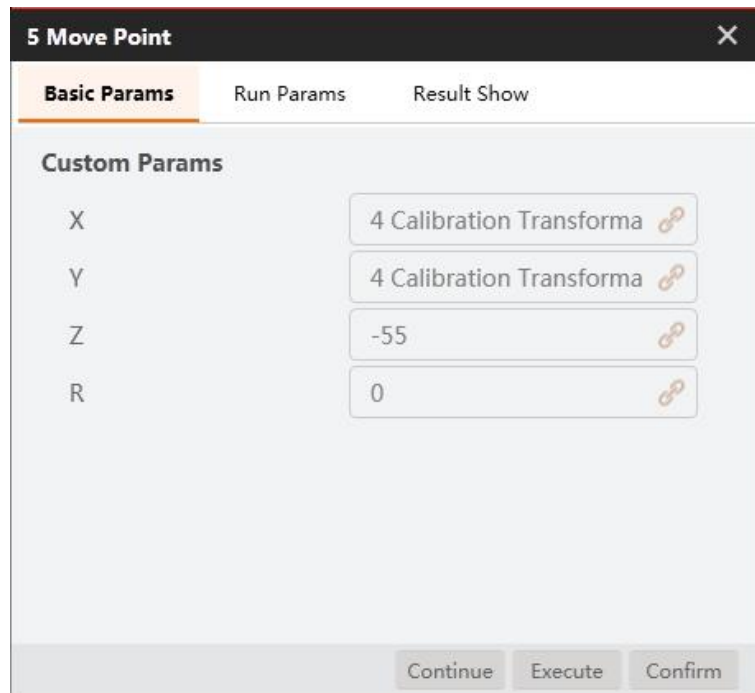 5 Move Point
Basic Params Run Params Result Show
Custom Params
X 4 Calibration Transforma
Y 4 Calibration Transforma
Z -55
R 0
Continue Execute Confirm